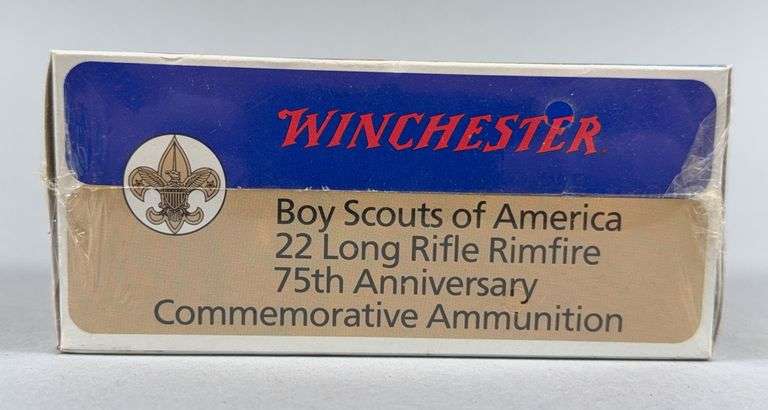 WINCHESTER
Boy Scouts of America
22 Long Rifle Rimfire
75th Anniversary
Commemorative Ammunition